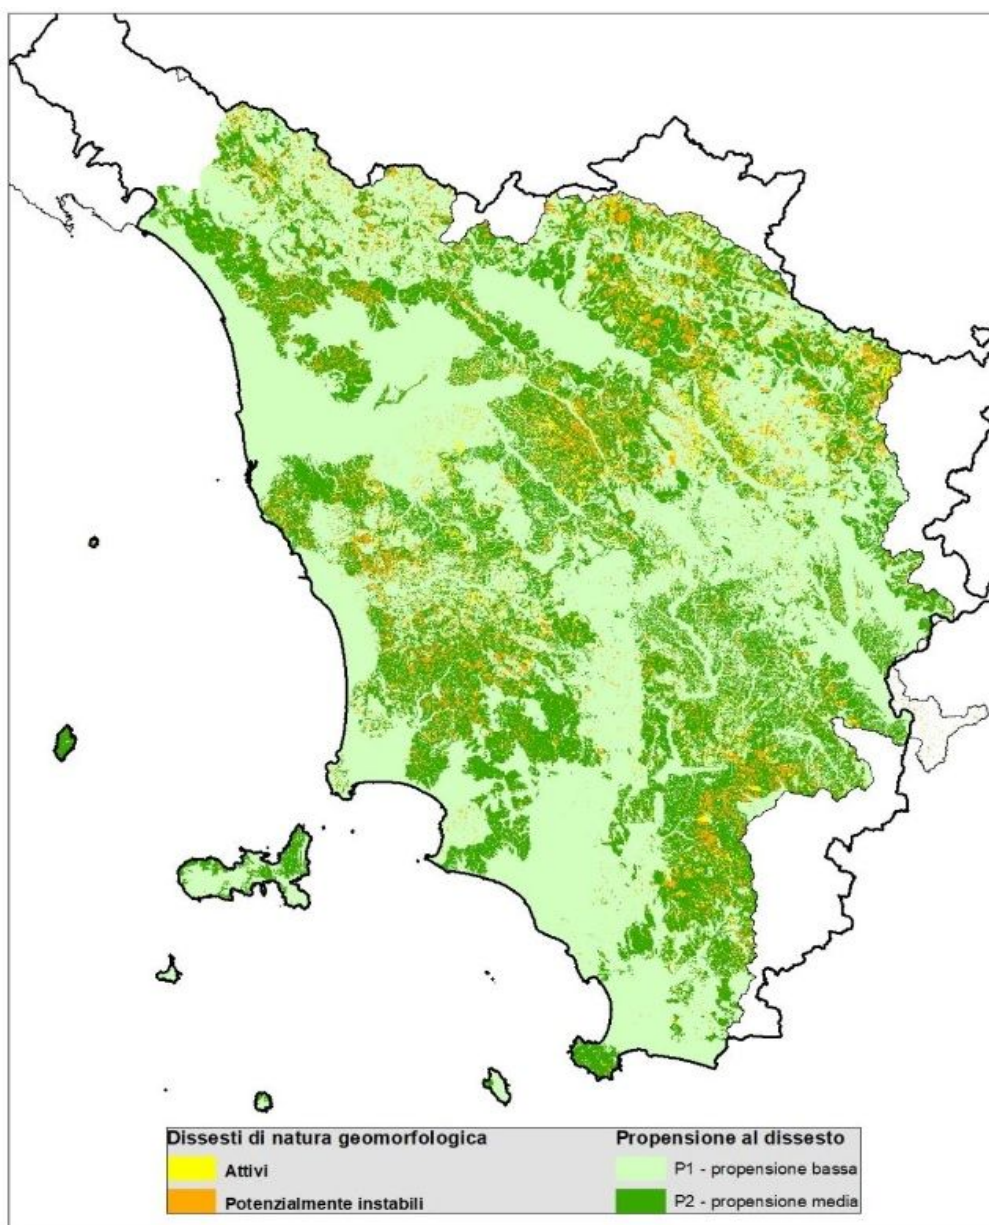 Dissesti di natura geomorfologica
Attivi
Potenzialmente instabili
Propensione al dissesto
P1 - propensione bassa
P2 - propensione media